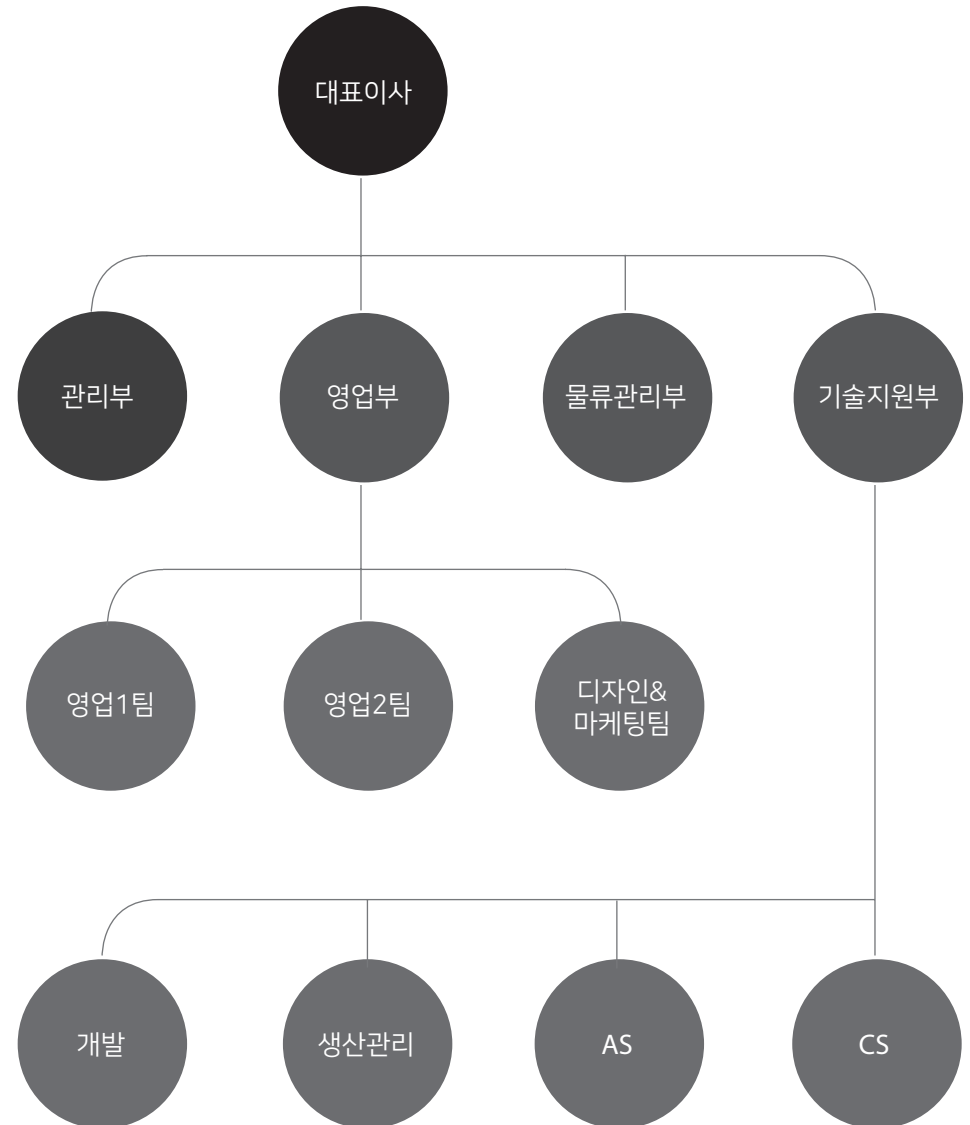 대표이사
관리부
영업부
물류관리부
기술지원부
영업1팀
영업2팀
디자인&
마케팅팀
개발
생산관리
AS
CS